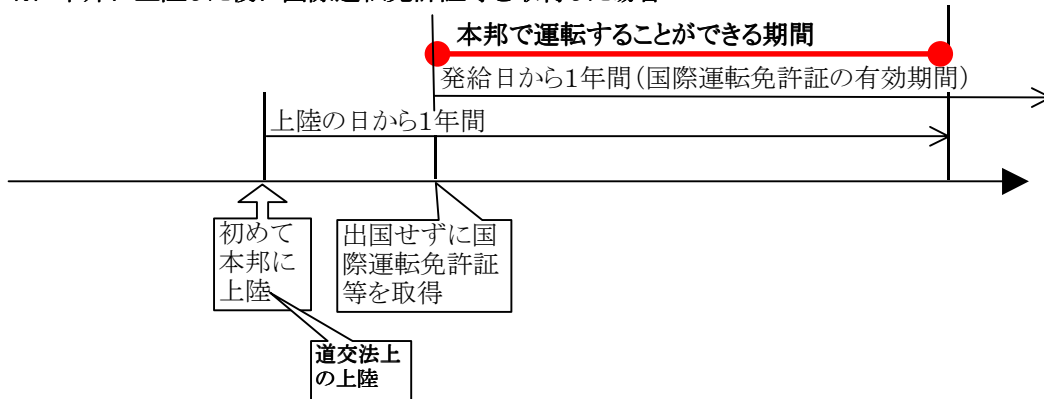 本邦で運転することができる期間
発給日から1年間(国際運転免許証の有効期間)
上陸の日から1年間
初めて
本邦に
上陸
出国せずに国
際運転免許証
等を取得
道交法上
の上陸